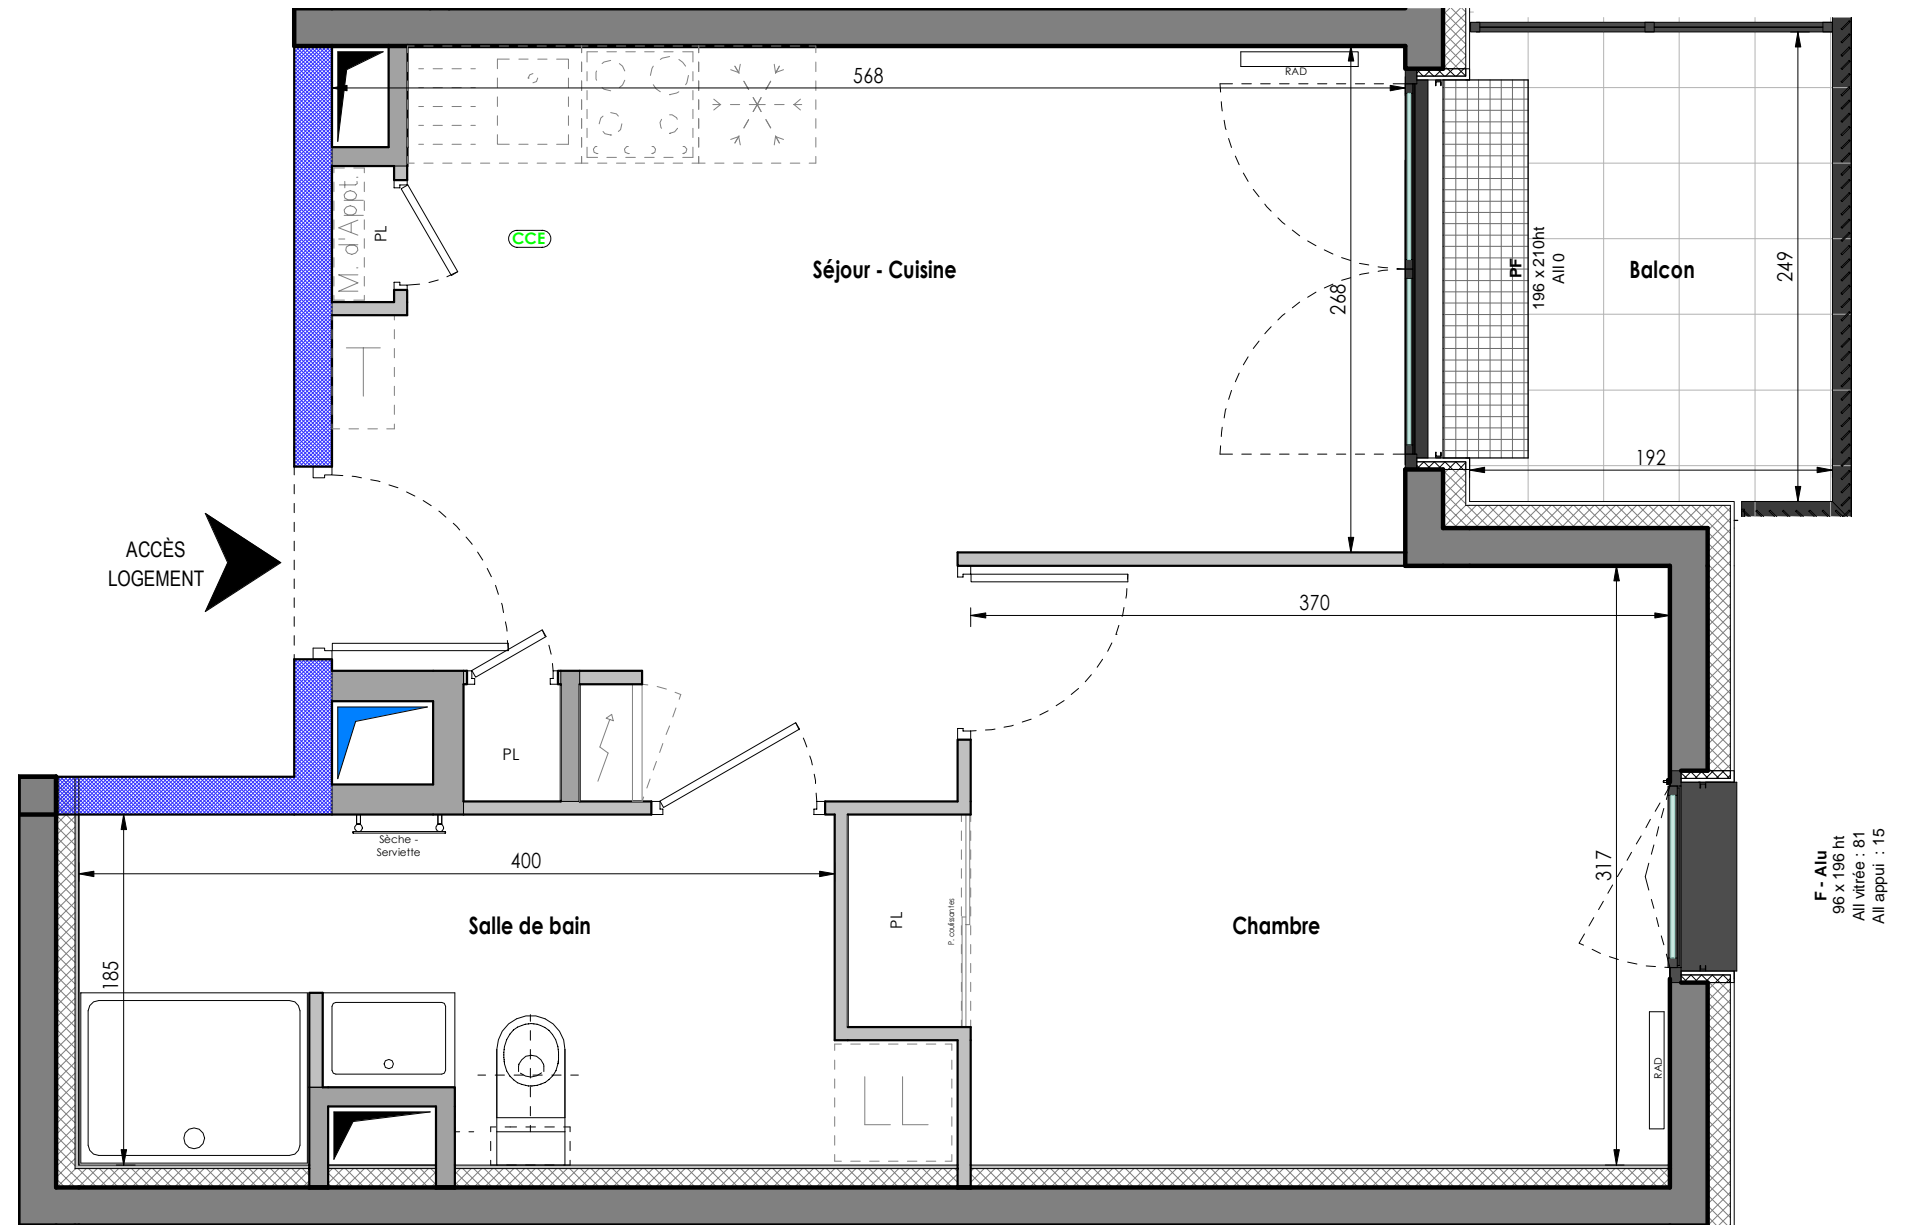 568
RAD
M. d'Appt.
PL
CCE
Séjour - Cuisine
268
PF
196 x 210ht
All 0
Balcon
249
192
T
ACCÈS
LOGEMENT
370
PL
Sèche -
Serviette
400
Salle de bain
185
PL
P. coulissantes
Chambre
317
F - Alu
96 x 196 ht
All vitrée : 81
All appui : 15
RAD
LL